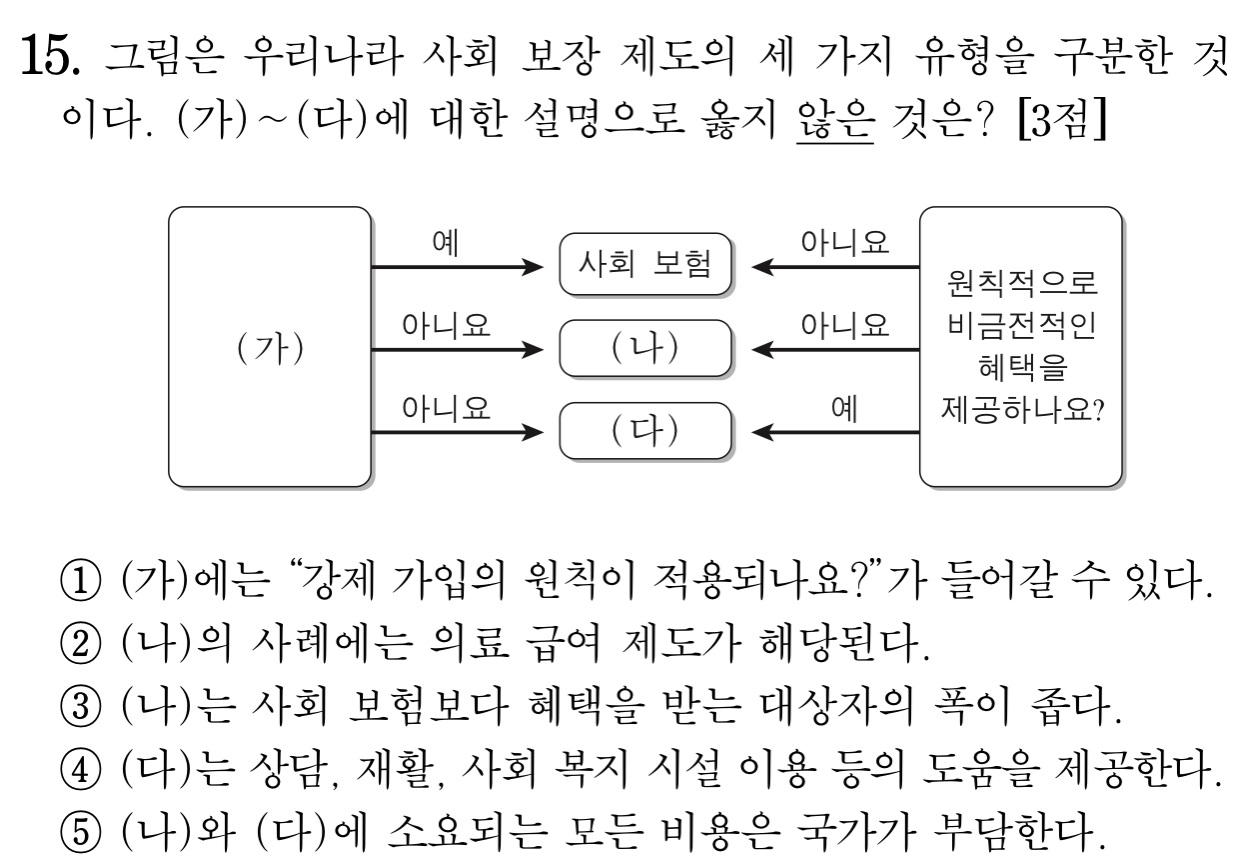 15. 그림은 우리나라 사회 보장 제도의 세 가지 유형을 구분한 것
이다. (가)~(다)에 대한 설명으로 옳지 않은 것은? [3점]
(가)
예
아니요
아니요
사회 보험
(나)
(다)
아니요
아니요
예
원칙적으로
비금전적인
혜택을
제공하나요?
① (가)에는 “강제 가입의 원칙이 적용되나요?”가 들어갈 수 있다.
② (나)의 사례에는 의료 급여 제도가 해당된다.
③ (나)는 사회 보험보다 혜택을 받는 대상자의 폭이 좁다.
④ (다)는 상담, 재활, 사회 복지 시설 이용 등의 도움을 제공한다.
⑤ (나)와 (다)에 소요되는 모든 비용은 국가가 부담한다.